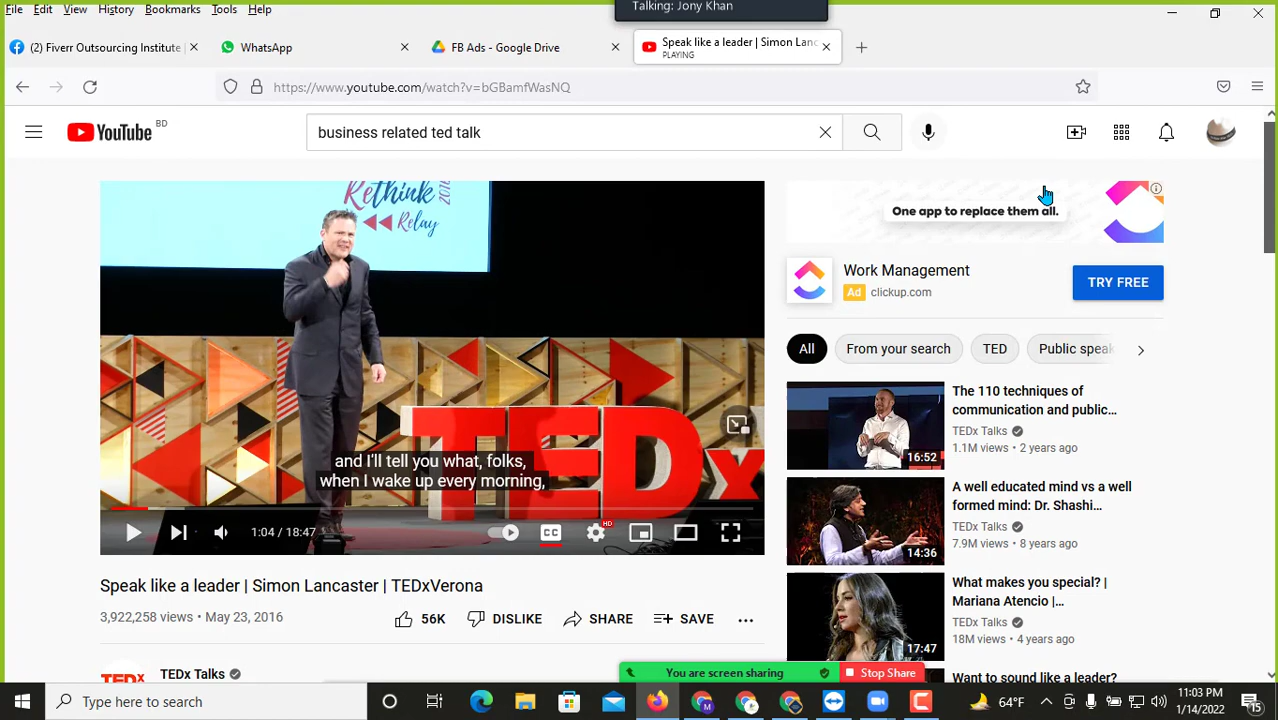 Talking: Jony Khan
File Edit View History Bookmarks Tools Help
(2) Fiverr Outsourcing Institute
WhatsApp
FB Ads - Google Drive
Speak like a leader | Simon Lanc
PLAYING
https://www.youtube.com/watch?v=bGBamfWasNQ
YouTube BD
business related ted talk
Rethink 2016
Relay
One app to replace them all.
Work Management
Ad clickup.com
TRY FREE
All From your search TED Public speak
The 110 techniques of
communication and public...
TEDx Talks
1.1M views • 2 years ago
16:52
A well educated mind vs a well
formed mind: Dr. Shashi...
TEDx Talks
7.9M views • 8 years ago
14:36
What makes you special? |
Mariana Atencio |...
TEDx Talks
18M views • 4 years ago
17:47
Want to sound like a leader?
TEDx
and I'll tell you what, folks,
when I wake up every morning,
1:04 / 18:47
CC
HD
Speak like a leader | Simon Lancaster | TEDxVerona
3,922,258 views • May 23, 2016
56K DISLIKE SHARE SAVE
TEDx
TEDx Talks
You are screen sharing Stop Share
Type here to search
64°F
11:03 PM
1/14/2022
15